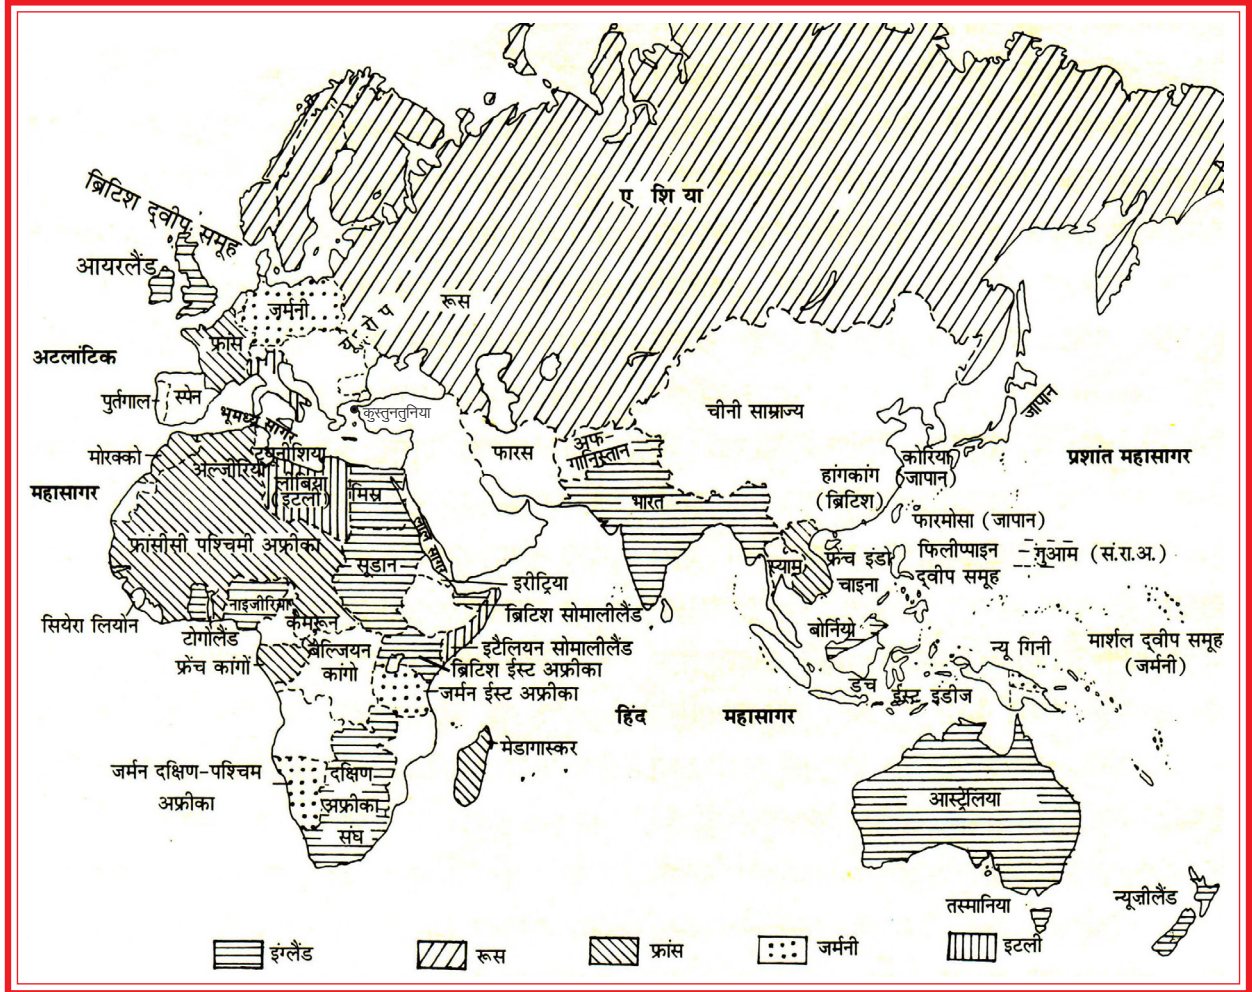 ए शि या
ब्रिटिश द्वीप समूह
आयरलैंड
रूस
जर्मनी
यूरोप
फ्रांस
अटलांटिक
पुर्तगाल
स्पेन
कुस्तुनतुनिया
चीनी साम्राज्य
जापान
भूमध्य सागर
मोरक्को
अल्जीरिया
ट्यूनीशिया
फारस
अफ-
गानिस्तान
कोरिया
(जापान)
प्रशांत महासागर
महासागर
लीबिया
(इटली)
मिस्र
भारत
हांगकांग
(ब्रिटिश)
लाल सागर
फारमोसा (जापान)
फ्रांसीसी पश्चिमी अफ्रीका
सूडान
स्याम
फ्रेंच इंडो
चाइना
फिलीप्पाइन
द्वीप समूह
गुआम (सं.रा.अ.)
इरीट्रिया
ब्रिटिश सोमालीलैंड
नाइजीरिया
सियेरा लियोन
टोगोलैंड
कैमरून
इटैलियन सोमालीलैंड
बोर्नियो
न्यू गिनी
मार्शल द्वीप समूह
(जर्मनी)
फ्रेंच कांगों
बेल्जियन
कांगो
ब्रिटिश ईस्ट अफ्रीका
जर्मन ईस्ट अफ्रीका
डच ईस्ट इंडीज
हिंद महासागर
मेडागास्कर
जर्मन दक्षिण-पश्चिम
अफ्रीका
दक्षिण
अफ्रीका
संघ
आस्ट्रेलिया
तस्मानिया
न्यूजीलैंड
इंग्लैंड
रूस
फ्रांस
जर्मनी
इटली